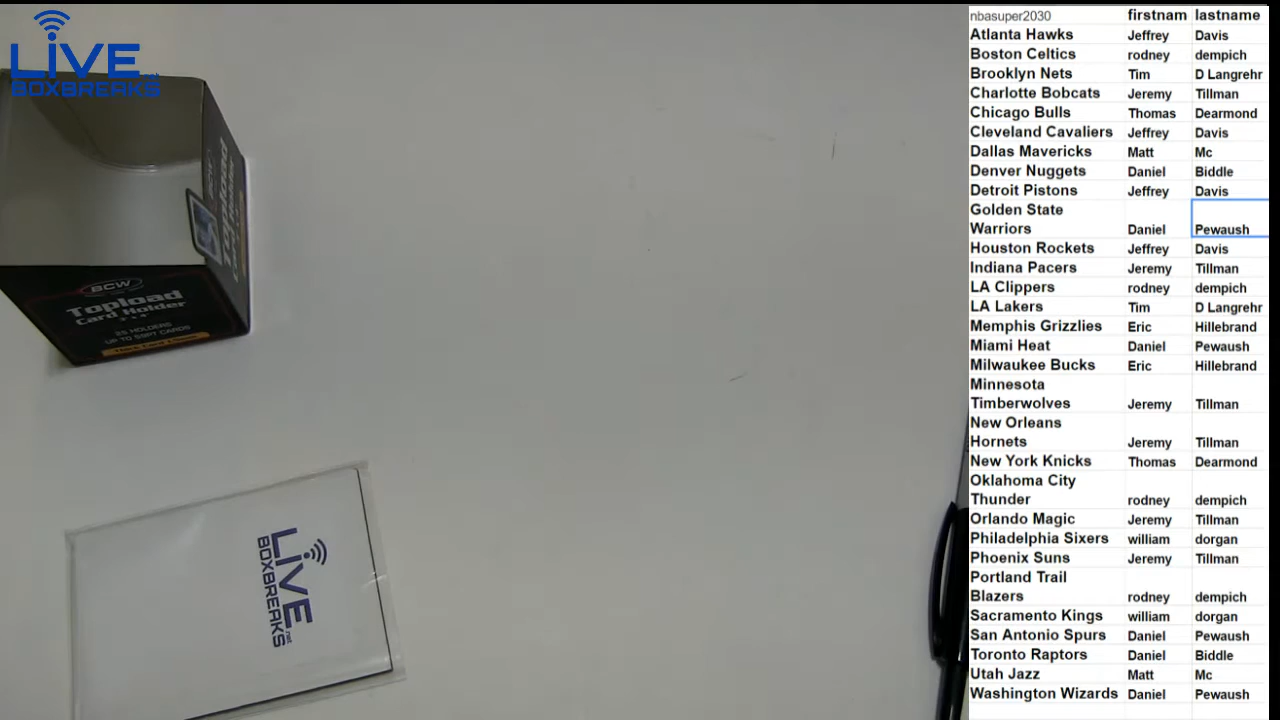 LIVE
BOXBREAKS
BCW
Topload
Card Holder
3" x 4"
25 HOLDERS
UP TO 55PT CARDS
Topload
LIVE
.net
BOXBREAKS
nbasuper2030 firstnam lastname
Atlanta Hawks Jeffrey Davis
Boston Celtics rodney dempich
Brooklyn Nets Tim D Langrehr
Charlotte Bobcats Jeremy Tillman
Chicago Bulls Thomas Dearmond
Cleveland Cavaliers Jeffrey Davis
Dallas Mavericks Matt Mc
Denver Nuggets Daniel Biddle
Detroit Pistons Jeffrey Davis
Golden State
Warriors Daniel Pewaush
Houston Rockets Jeffrey Davis
Indiana Pacers Jeremy Tillman
LA Clippers rodney dempich
LA Lakers Tim D Langrehr
Memphis Grizzlies Eric Hillebrand
Miami Heat Daniel Pewaush
Milwaukee Bucks Eric Hillebrand
Minnesota
Timberwolves Jeremy Tillman
New Orleans
Hornets Jeremy Tillman
New York Knicks Thomas Dearmond
Oklahoma City
Thunder rodney dempich
Orlando Magic Jeremy Tillman
Philadelphia Sixers william dorgan
Phoenix Suns Jeremy Tillman
Portland Trail
Blazers rodney dempich
Sacramento Kings william dorgan
San Antonio Spurs Daniel Pewaush
Toronto Raptors Daniel Biddle
Utah Jazz Matt Mc
Washington Wizards Daniel Pewaush